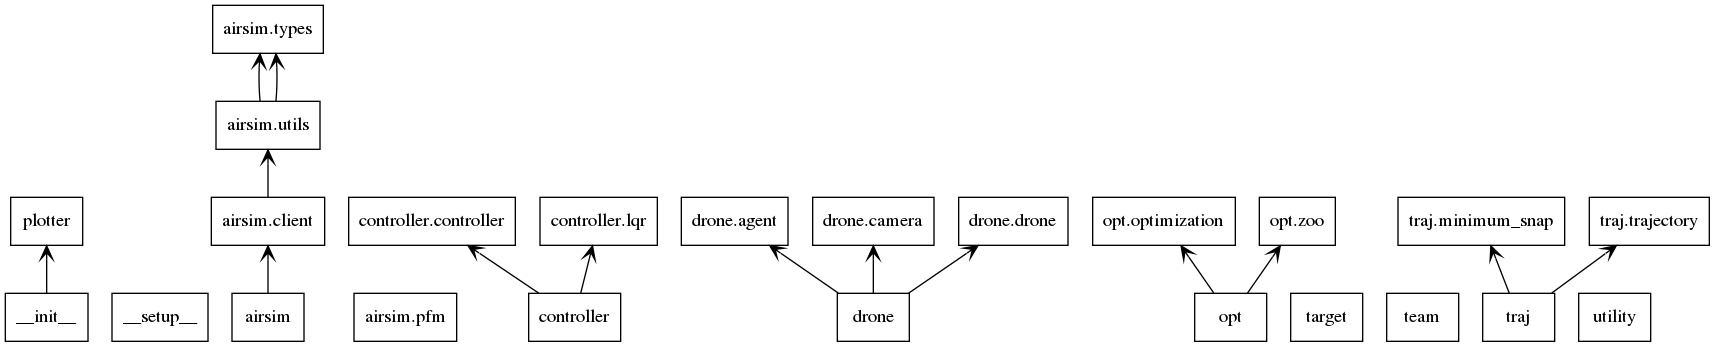 airsim.types
airsim.utils
plotter
airsim.client
controller.controller
controller.lqr
drone.agent
drone.camera
drone.drone
opt.optimization
opt.zoo
traj.minimum_snap
traj.trajectory
__init__
__setup__
airsim
airsim.pfm
controller
drone
opt
target
team
traj
utility